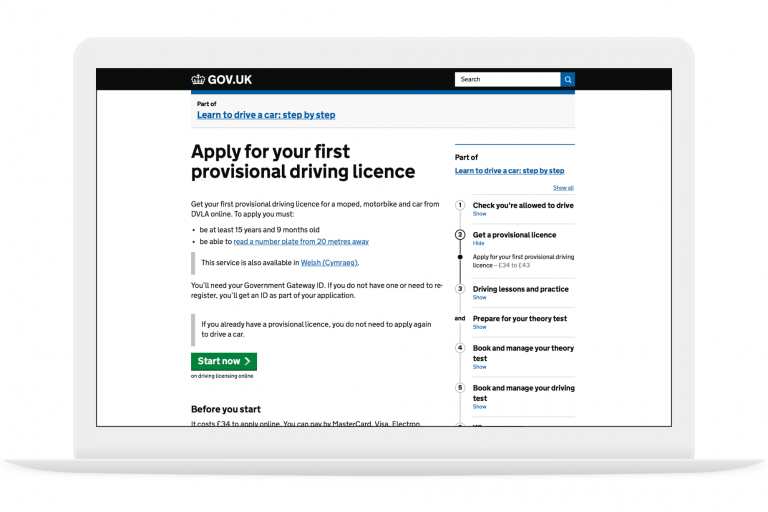 GOV.UK
Search
Part of
Learn to drive a car: step by step
Apply for your first
provisional driving licence
Get your first provisional driving licence for a moped, motorbike and car from
DVLA online. To apply you must:
• be at least 15 years and 9 months old
• be able to read a number plate from 20 metres away
This service is also available in Welsh (Cymraeg).
You'll need your Government Gateway ID. If you do not have one or need to re-
register, you'll get an ID as part of your application.
If you already have a provisional licence, you do not need to apply again
to drive a car.
Start now
on driving licensing online
Before you start
It costs £34 to apply online. You can pay by MasterCard, Visa, Electron,
Part of
Learn to drive a car: step by step
Show all
1 Check you're allowed to drive
Show
2 Get a provisional licence
Hide
Apply for your first provisional driving
licence – £34 to £43
3 Driving lessons and practice
Show
and Prepare for your theory test
Show
4 Book and manage your theory
test
Show
5 Book and manage your driving
test
Show